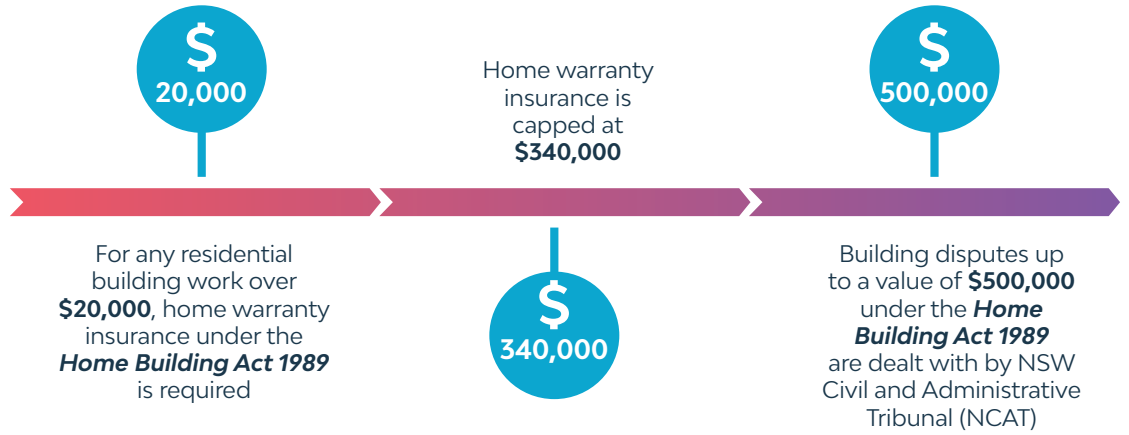 $
20,000
For any residential
building work over
$20,000, home warranty
insurance under the
Home Building Act 1989
is required
Home warranty
insurance is
capped at
$340,000
$
340,000
$
500,000
Building disputes up
to a value of $500,000
under the Home
Building Act 1989
are dealt with by NSW
Civil and Administrative
Tribunal (NCAT)